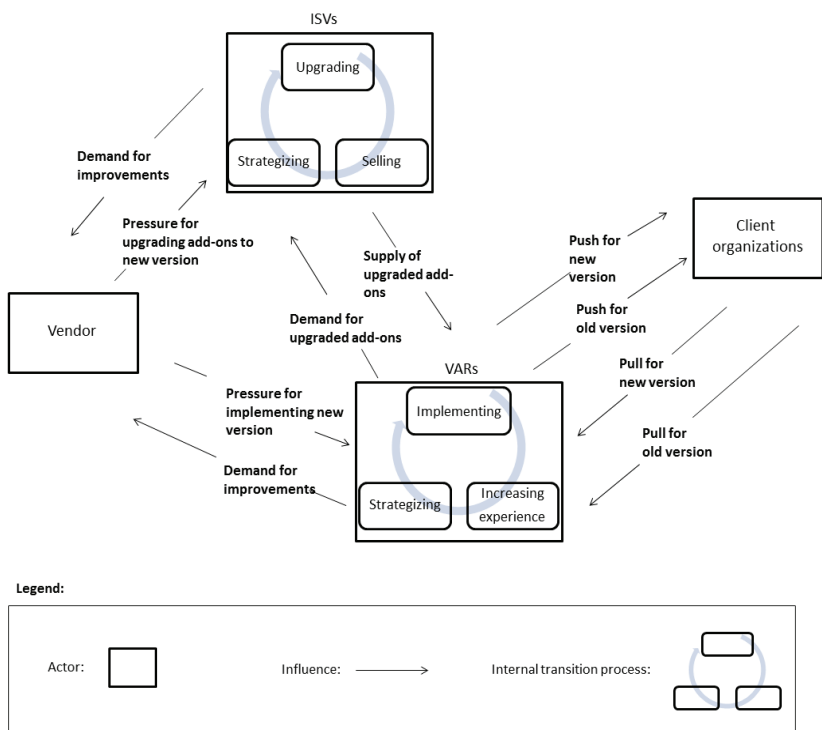 ISVs
Upgrading
Strategizing
Selling
Demand for
improvements
Pressure for
upgrading add-ons to
new version
Supply of
upgraded add-
ons
Push for
new
version
Client
organizations
Vendor
Demand for
upgraded add-ons
Push for
old version
VARs
Pull for
new version
Pressure for
implementing new
version
Implementing
Pull for
old version
Demand for
improvements
Strategizing
Increasing
experience
Legend:
Actor:
Influence:
Internal transition process: